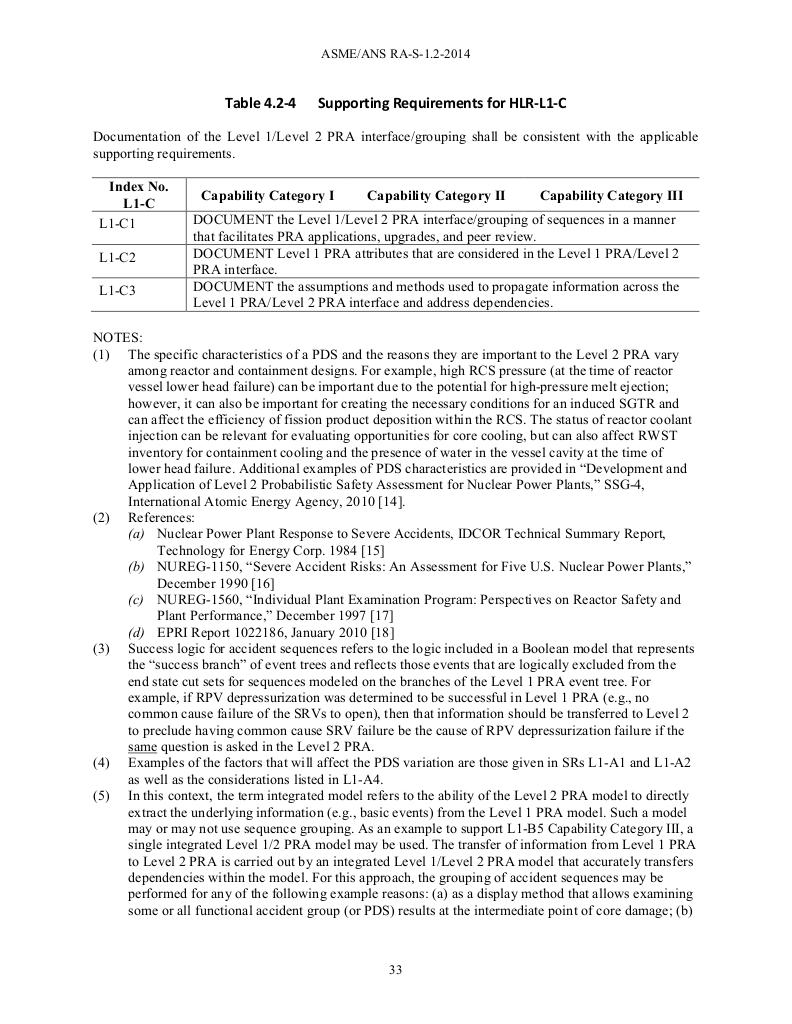 ASME/ANS RA-S-1.2-2014
Table 4.2-4 Supporting Requirements for HLR-L1-C
Documentation of the Level 1/Level 2 PRA interface/grouping shall be consistent with the applicable
supporting requirements.
Index No.
L1-C
Capability Category I Capability Category II Capability Category III
L1-C1
DOCUMENT the Level 1/Level 2 PRA interface/grouping of sequences in a manner
that facilitates PRA applications, upgrades, and peer review.
L1-C2
DOCUMENT Level 1 PRA attributes that are considered in the Level 1 PRA/Level 2
PRA interface.
L1-C3
DOCUMENT the assumptions and methods used to propagate information across the
Level 1 PRA/Level 2 PRA interface and address dependencies.
NOTES:
(1) The specific characteristics of a PDS and the reasons they are important to the Level 2 PRA vary
among reactor and containment designs. For example, high RCS pressure (at the time of reactor
vessel lower head failure) can be important due to the potential for high-pressure melt ejection;
however, it can also be important for creating the necessary conditions for an induced SGTR and
can affect the efficiency of fission product deposition within the RCS. The status of reactor coolant
injection can be relevant for evaluating opportunities for core cooling, but can also affect RWST
inventory for containment cooling and the presence of water in the vessel cavity at the time of
lower head failure. Additional examples of PDS characteristics are provided in “Development and
Application of Level 2 Probabilistic Safety Assessment for Nuclear Power Plants,” SSG-4,
International Atomic Energy Agency, 2010 [14].
(2) References:
(a) Nuclear Power Plant Response to Severe Accidents, IDCOR Technical Summary Report,
Technology for Energy Corp. 1984 [15]
(b) NUREG-1150, “Severe Accident Risks: An Assessment for Five U.S. Nuclear Power Plants,”
December 1990 [16]
(c) NUREG-1560, “Individual Plant Examination Program: Perspectives on Reactor Safety and
Plant Performance,” December 1997 [17]
(d) EPRI Report 1022186, January 2010 [18]
(3) Success logic for accident sequences refers to the logic included in a Boolean model that represents
the “success branch” of event trees and reflects those events that are logically excluded from the
end state cut sets for sequences modeled on the branches of the Level 1 PRA event tree. For
example, if RPV depressurization was determined to be successful in Level 1 PRA (e.g., no
common cause failure of the SRVs to open), then that information should be transferred to Level 2
to preclude having common cause SRV failure be the cause of RPV depressurization failure if the
same question is asked in the Level 2 PRA.
(4) Examples of the factors that will affect the PDS variation are those given in SRs L1-A1 and L1-A2
as well as the considerations listed in L1-A4.
(5) In this context, the term integrated model refers to the ability of the Level 2 PRA model to directly
extract the underlying information (e.g., basic events) from the Level 1 PRA model. Such a model
may or may not use sequence grouping. As an example to support L1-B5 Capability Category III, a
single integrated Level 1/2 PRA model may be used. The transfer of information from Level 1 PRA
to Level 2 PRA is carried out by an integrated Level 1/Level 2 PRA model that accurately transfers
dependencies within the model. For this approach, the grouping of accident sequences may be
performed for any of the following example reasons: (a) as a display method that allows examining
some or all functional accident group (or PDS) results at the intermediate point of core damage; (b)
33